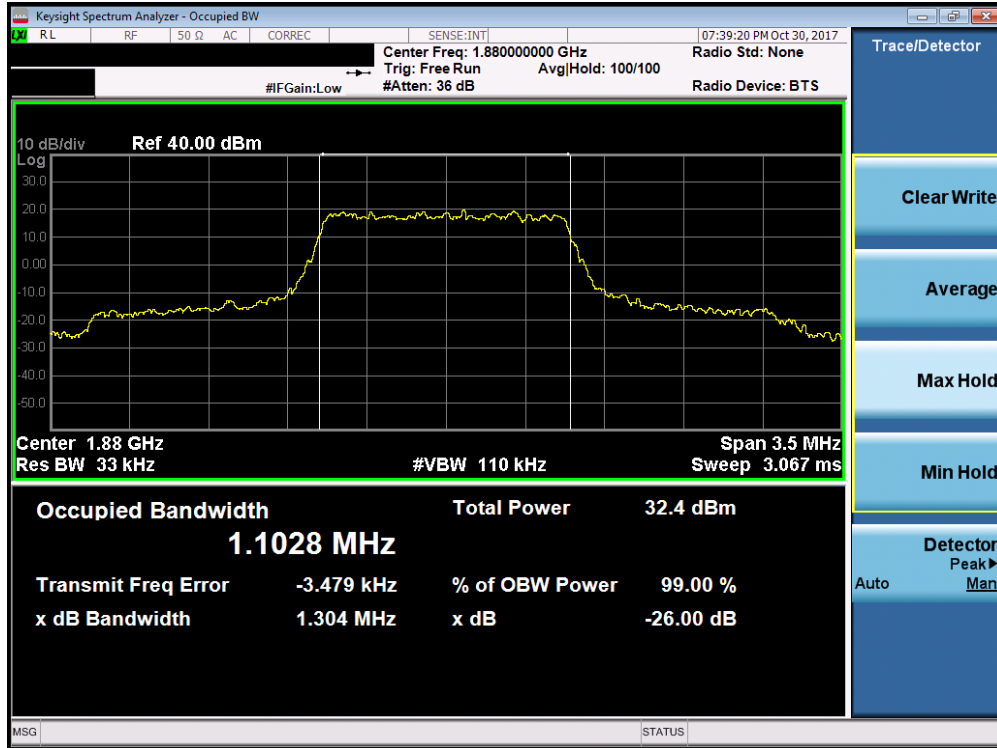 Keysight Spectrum Analyzer - Occupied BW
LXI RL RF 50 Ω AC CORREC SENSE:INT 07:39:20 PM Oct 30, 2017
Center Freq: 1.880000000 GHz Radio Std: None
Trig: Free Run Avg|Hold: 100/100
#IFGain:Low #Atten: 36 dB Radio Device: BTS
Trace/Detector
10 dB/div Ref 40.00 dBm
Log
30.0
20.0
10.0
0.00
-10.0
-20.0
-30.0
-40.0
-50.0
Center 1.88 GHz Span 3.5 MHz
Res BW 33 kHz #VBW 110 kHz Sweep 3.067 ms
Occupied Bandwidth Total Power 32.4 dBm
1.1028 MHz
Transmit Freq Error -3.479 kHz % of OBW Power 99.00 %
x dB Bandwidth 1.304 MHz x dB -26.00 dB
Clear Write
Average
Max Hold
Min Hold
Detector
Peak▶
Auto Man
MSG STATUS